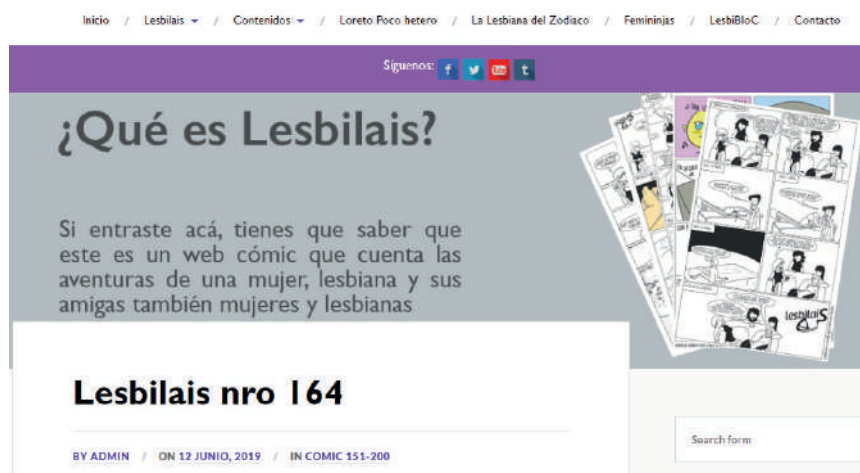 Inicio / Lesbilais / Contenidos / Loreto Poco hetero / La Lesbiana del Zodiaco / Femininjas / LesbiBloC / Contacto
Síguenos:
¿Qué es Lesbilais?
Si entraste acá, tienes que saber que
este es un web cómic que cuenta las
aventuras de una mujer, lesbiana y sus
amigas también mujeres y lesbianas
lesbilaiS
Lesbilais nro 164
BY ADMIN / ON 12 JUNIO, 2019 / IN COMIC 151-200
Search form